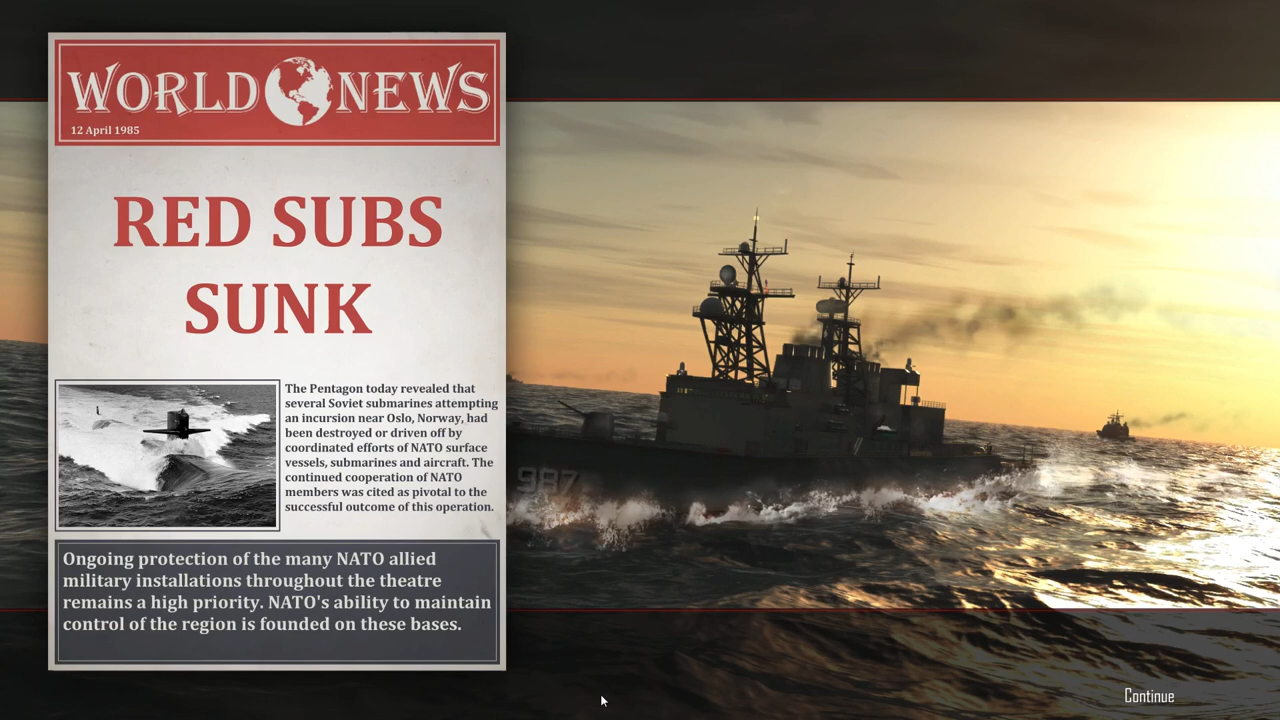 WORLD NEWS
12 April 1985
RED SUBS
SUNK
The Pentagon today revealed that
several Soviet submarines attempting
an incursion near Oslo, Norway, had
been destroyed or driven off by
coordinated efforts of NATO surface
vessels, submarines and aircraft. The
continued cooperation of NATO
members was cited as pivotal to the
successful outcome of this operation.
Ongoing protection of the many NATO allied
military installations throughout the theatre
remains a high priority. NATO's ability to maintain
control of the region is founded on these bases.
987
Continue